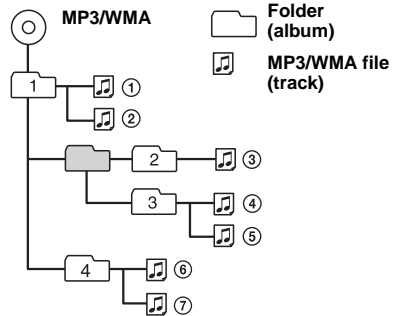 MP3/WMA
Folder
(album)
MP3/WMA file
(track)
1
①
②
2
③
3
④
⑤
4
⑥
⑦